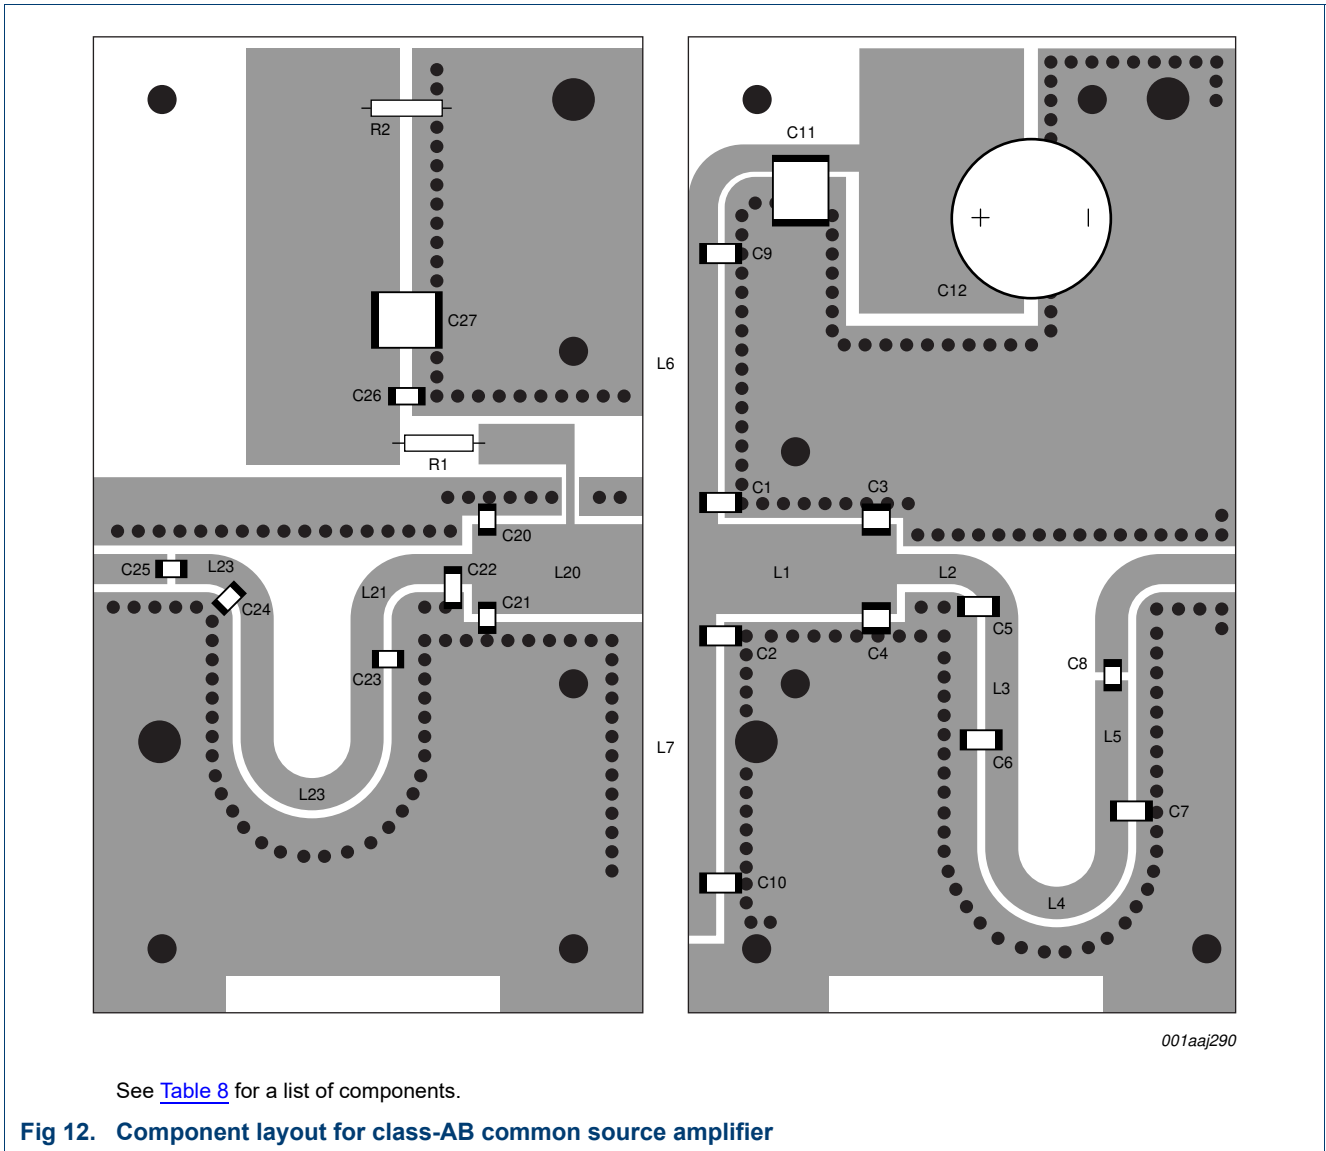 R2
C27
C26
R1
C20
C25
L23
C24
L21
C22
L20
C21
C23
L23
L6
L7
C11
C9
+
−
C12
C1
C3
L1
L2
C5
C2
C4
C8
L3
L5
C6
C7
C10
L4
001aaj290
See Table 8 for a list of components.
Fig 12. Component layout for class-AB common source amplifier